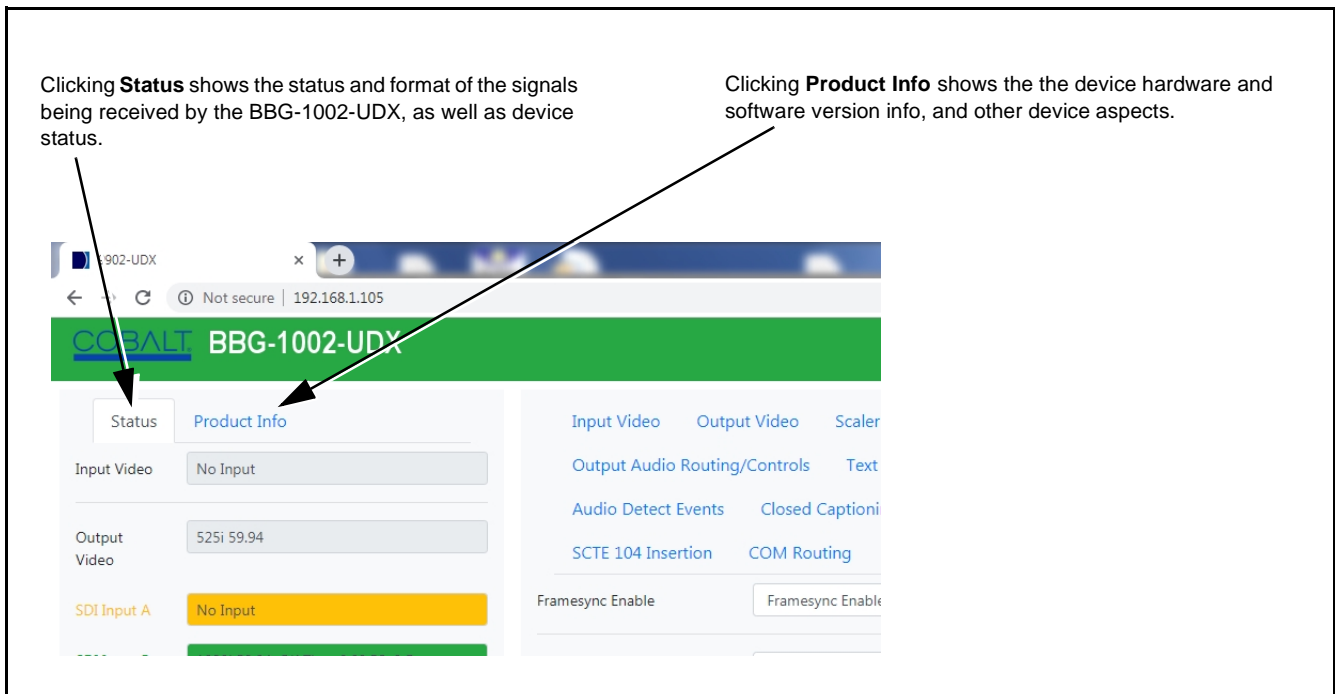 Clicking Status shows the status and format of the signals
being received by the BBG-1002-UDX, as well as device
status.
Clicking Product Info shows the the device hardware and
software version info, and other device aspects.
902-UDX
Not secure | 192.168.1.105
COBALT BBG-1002-UDX
Status Product Info
Input Video No Input
Output
Video
525i 59.94
SDI Input A No Input
Input Video Output Video Scaler
Output Audio Routing/Controls Text
Audio Detect Events Closed Captioni
SCTE 104 Insertion COM Routing
Framesync Enable Framesync Enable